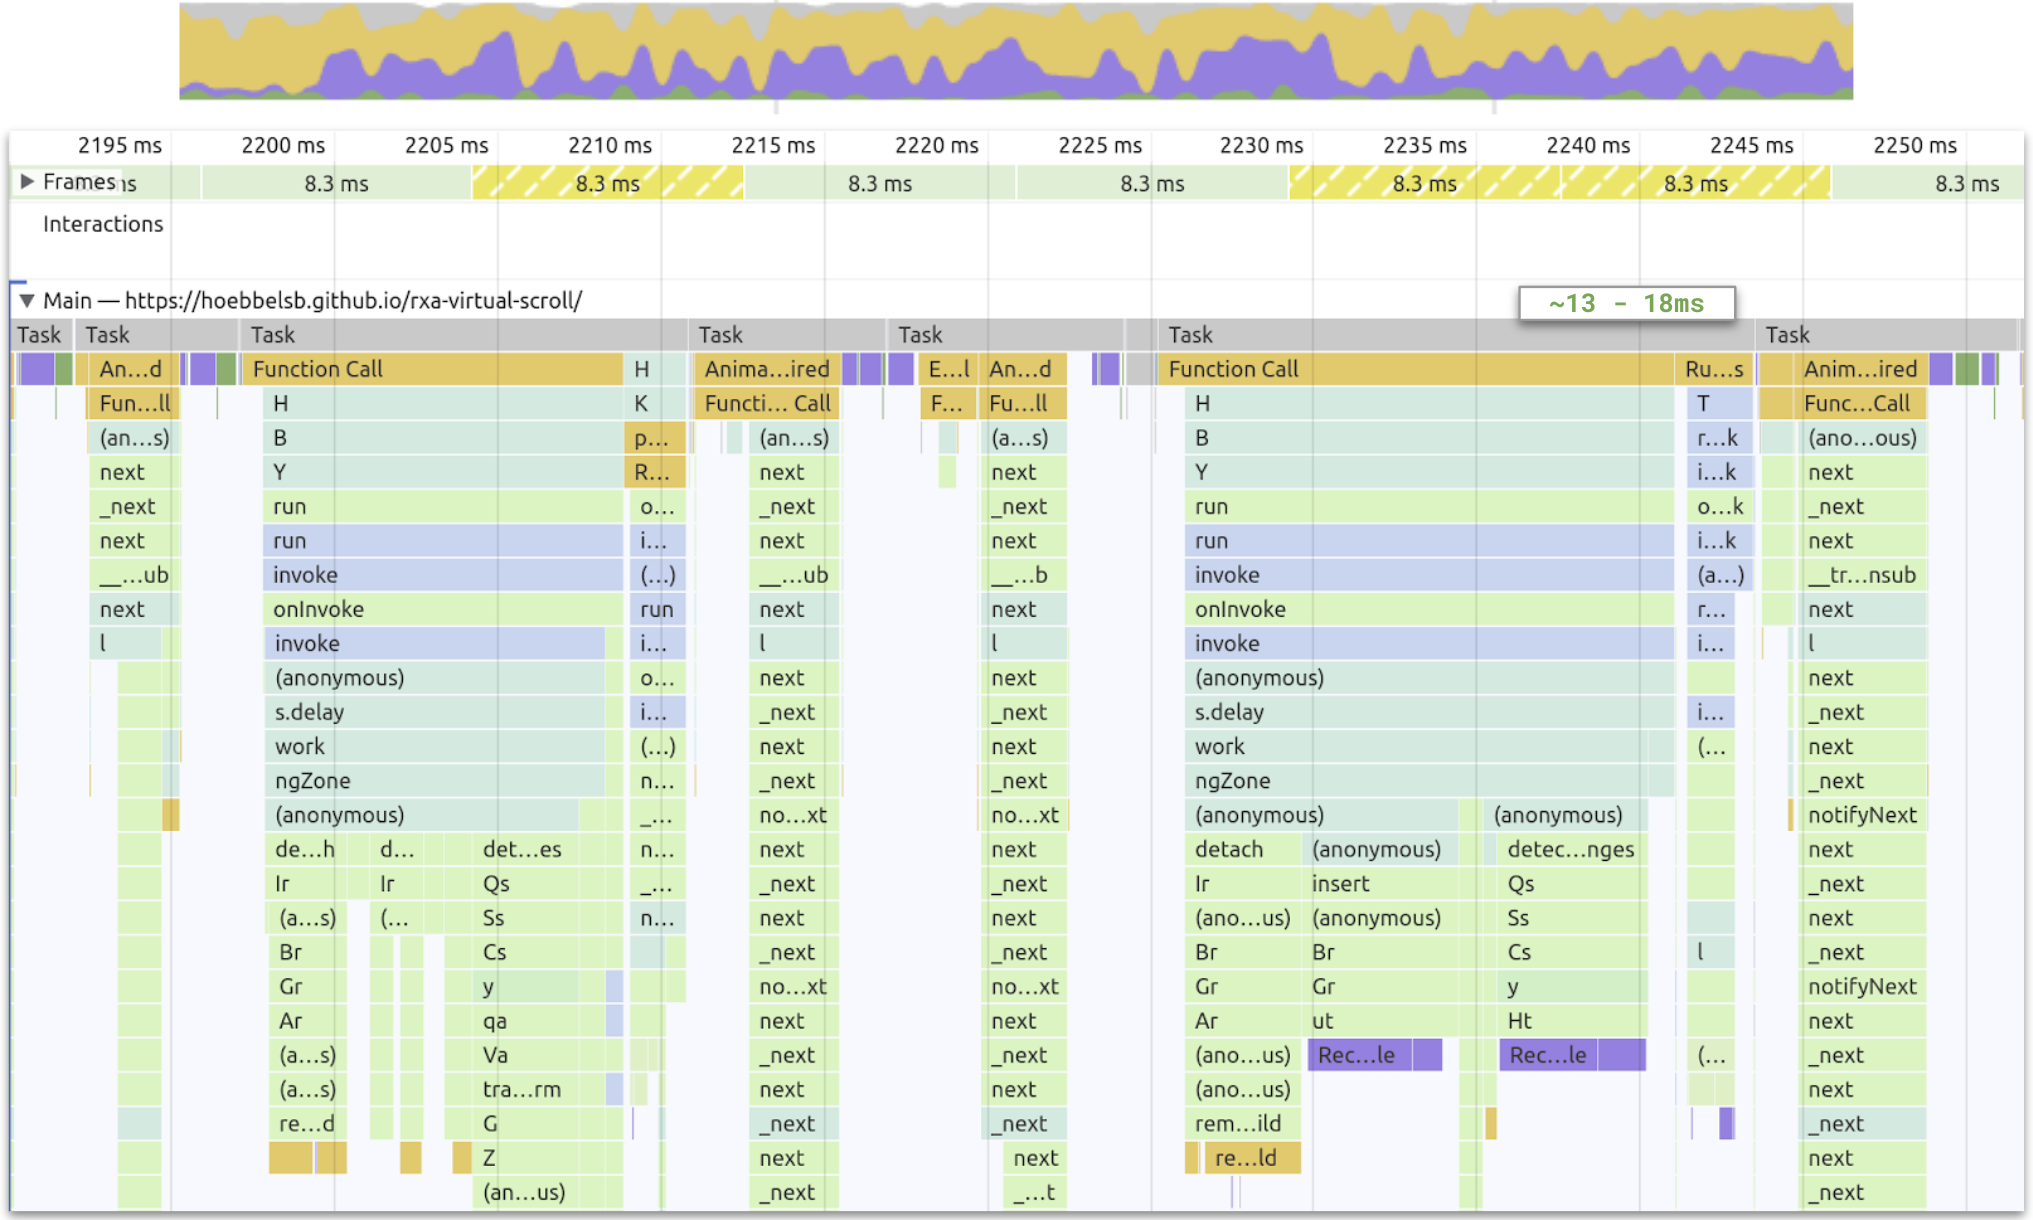 2195 ms 2200 ms 2205 ms 2210 ms 2215 ms 2220 ms 2225 ms 2230 ms 2235 ms 2240 ms 2245 ms 2250 ms
Frames ms 8.3 ms 8.3 ms 8.3 ms 8.3 ms 8.3 ms 8.3 ms 8.3 ms
Interactions
Main — https://hoebbelsb.github.io/rxa-virtual-scroll/
~13 - 18ms
Task Task Task Task Task Task Task
An...d Function Call H Anima...ired E...l An...d Function Call Ru...s Anim...ired
Fun...ll H K Functi... Call F... Fu...ll H T Func...Call
(an...s) B p... (an...s) (a...s) B r...k (ano...ous)
next Y R... next next Y i...k next
_next run o... _next _next run o...k _next
next run i... next next run i...k next
__...ub invoke (...) __...ub __...b invoke (a...) __tr...nsub
next onInvoke run next next onInvoke r... next
l invoke i... l l invoke i... l
(anonymous) o... next next (anonymous) next
s.delay i... _next _next s.delay i... _next
work (...) next next work (... next
ngZone n... _next _next ngZone _next
(anonymous) _... no...xt no...xt (anonymous) (anonymous) notifyNext
de...h d... det...es n... next next detach (anonymous) detec...nges next
Ir Ir Qs _... _next _next Ir insert Qs _next
(a...s) (... Ss n... next next (ano...us) (anonymous) Ss next
Br Cs _next _next Br Br Cs l _next
Gr y no...xt no...xt Gr Gr y notifyNext
Ar qa next next Ar ut Ht next
(a...s) Va _next _next (ano...us) Rec...le Rec...le (... _next
(a...s) tra...rm next next (ano...us) next
re...d G _next _next rem...ild _next
Z next next re...ld next
(an...us) _next _...t _next